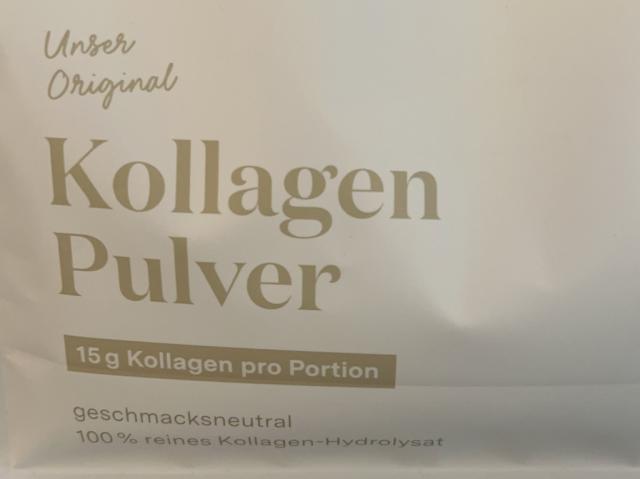 Unser
Original
Kollagen
Pulver
15 g Kollagen pro Portion
geschmacksneutral
100 % reines Kollagen-Hydrolysat